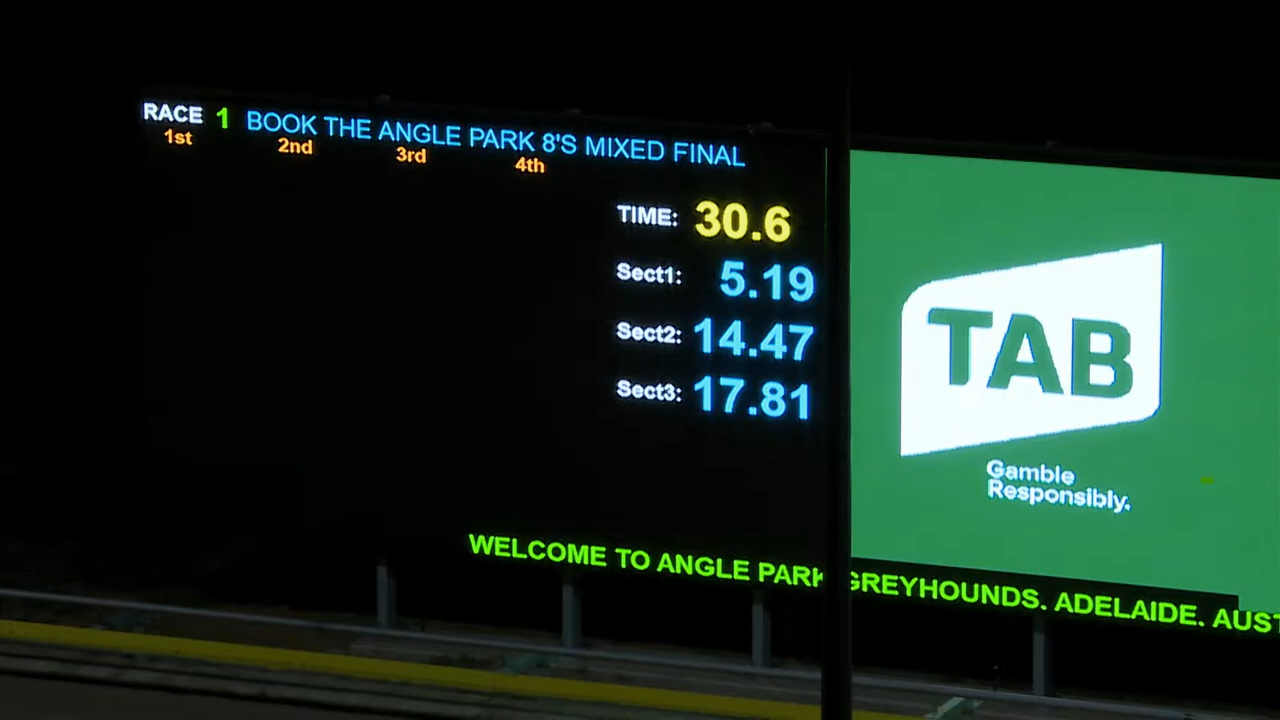 RACE 1 BOOK THE ANGLE PARK 8'S MIXED FINAL
1st 2nd 3rd 4th
TIME: 30.6
Sect1: 5.19
Sect2: 14.47
Sect3: 17.81
TAB
Gamble
Responsibly.
WELCOME TO ANGLE PARK GREYHOUNDS. ADELAIDE. AUST